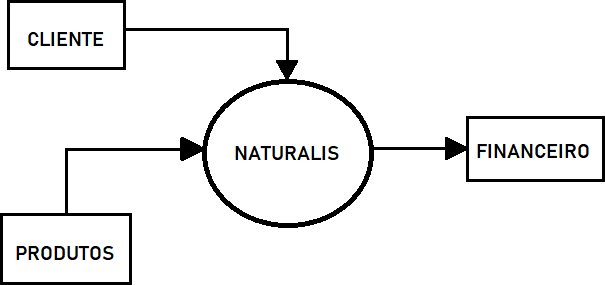 CLIENTE
NATURALIS
FINANCEIRO
PRODUTOS